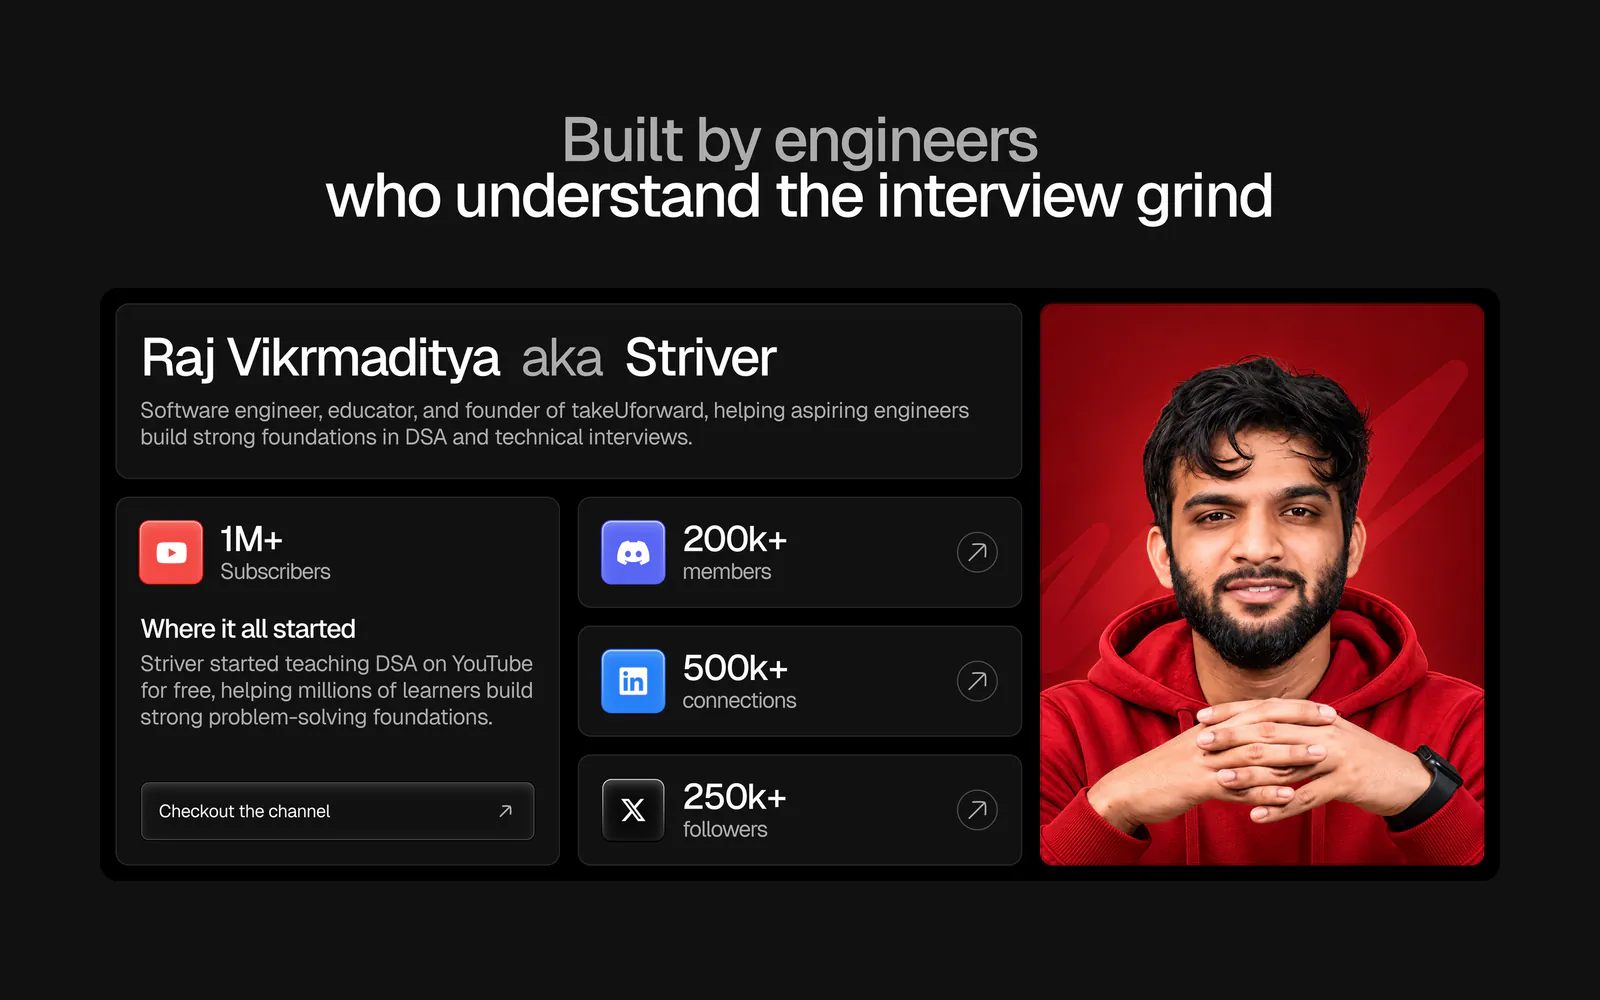 Built by engineers
who understand the interview grind
Raj Vikrmaditya aka Striver
Software engineer, educator, and founder of takeUforward, helping aspiring engineers
build strong foundations in DSA and technical interviews.
1M+
Subscribers
Where it all started
Striver started teaching DSA on YouTube
for free, helping millions of learners build
strong problem-solving foundations.
Checkout the channel
200k+
members
in
500k+
connections
X
250k+
followers